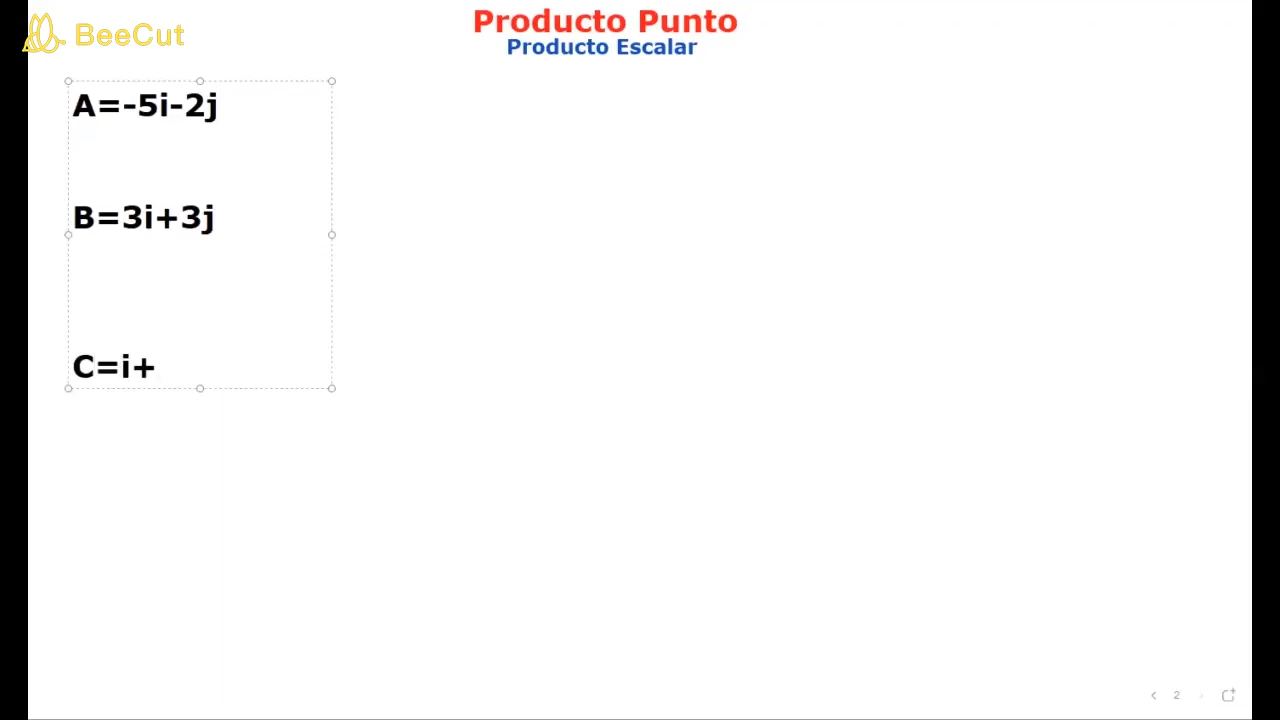 BeeCut
Producto Punto
Producto Escalar
A=-5i-2j
B=3i+3j
C=i+
2